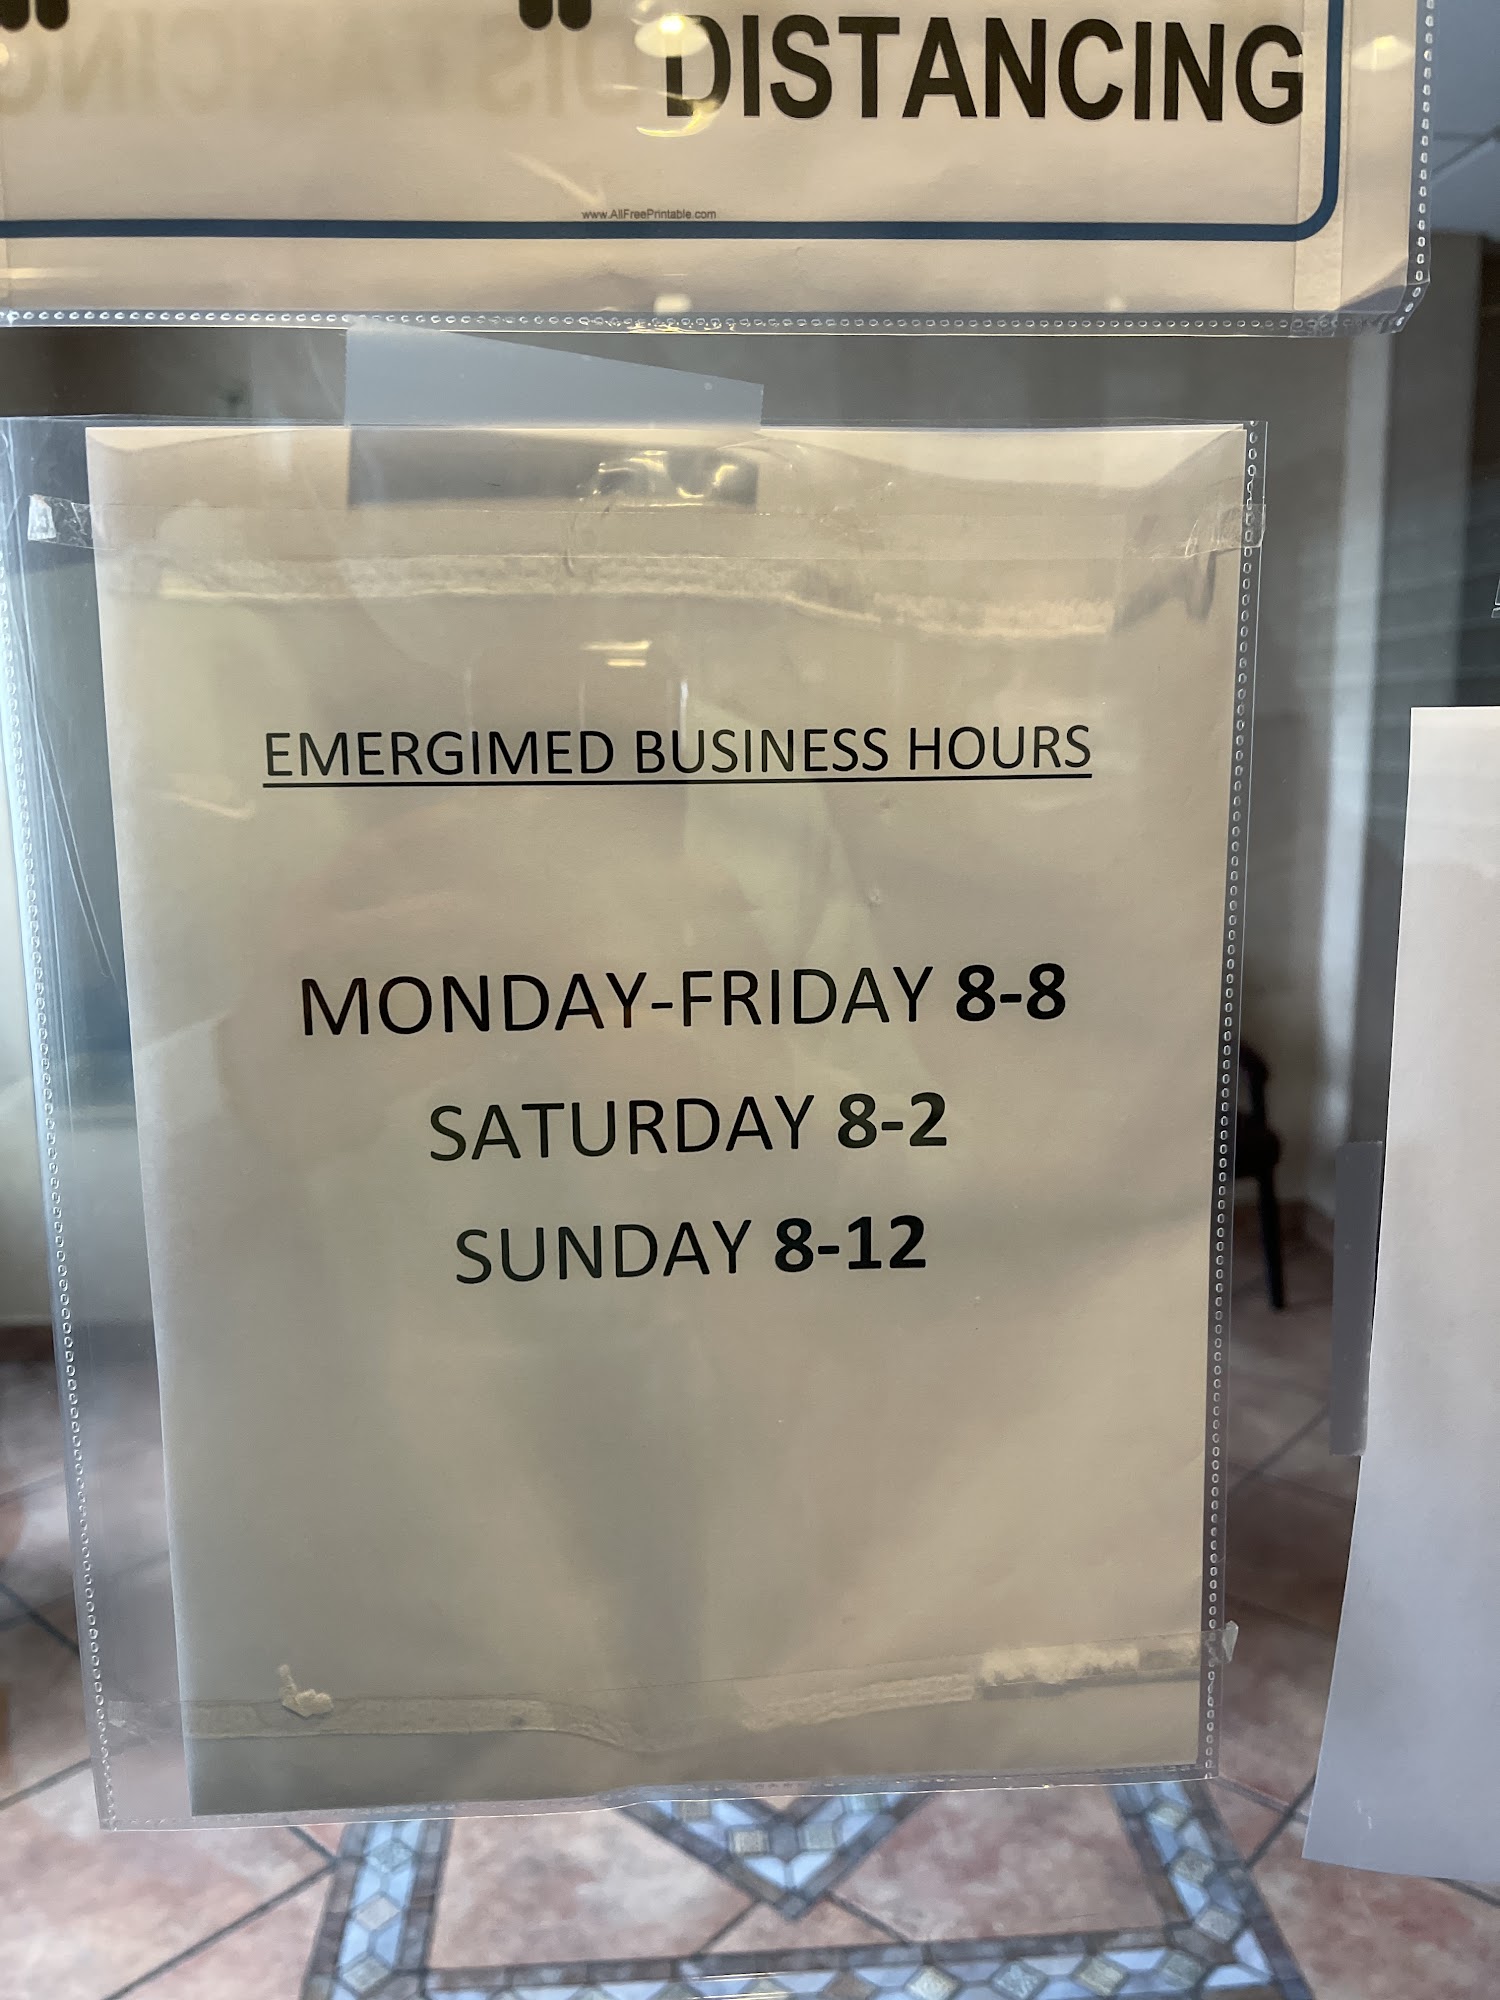 DISTANCING
www.AllFreePrintable.com
EMERGIMED BUSINESS HOURS
MONDAY-FRIDAY 8-8
SATURDAY 8-2
SUNDAY 8-12